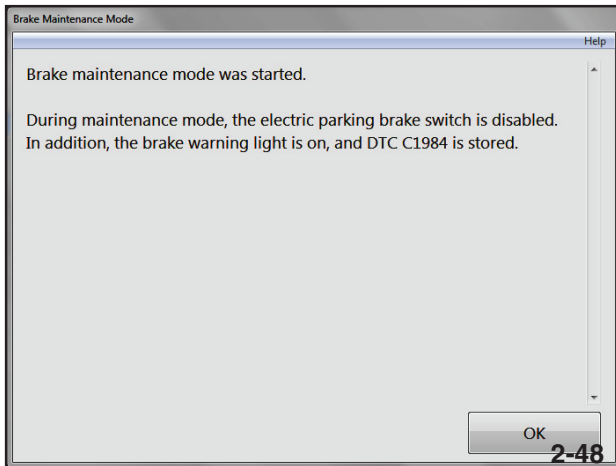 Brake Maintenance Mode
Help
Brake maintenance mode was started.
During maintenance mode, the electric parking brake switch is disabled.
In addition, the brake warning light is on, and DTC C1984 is stored.
OK
2-48